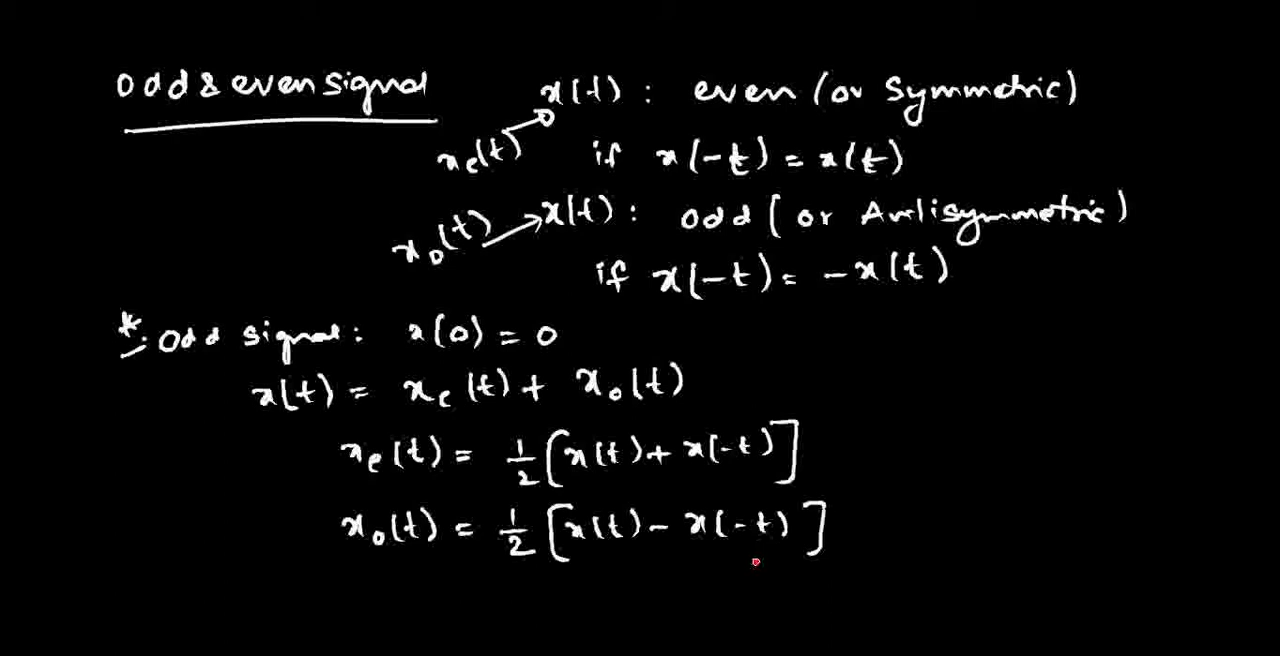 odd & even signal
x(t) : even (or Symmetric)
xe(t)
if x(-t) = x(t)
xo(t) → x(t) : odd (or Antisymmetric)
if x(-t) = -x(t)
*: Odd signal : x(0) = 0
x(t) = xe(t) + xo(t)
xe(t) = 1/2 [x(t) + x(-t)]
xo(t) = 1/2 [x(t) - x(-t)]